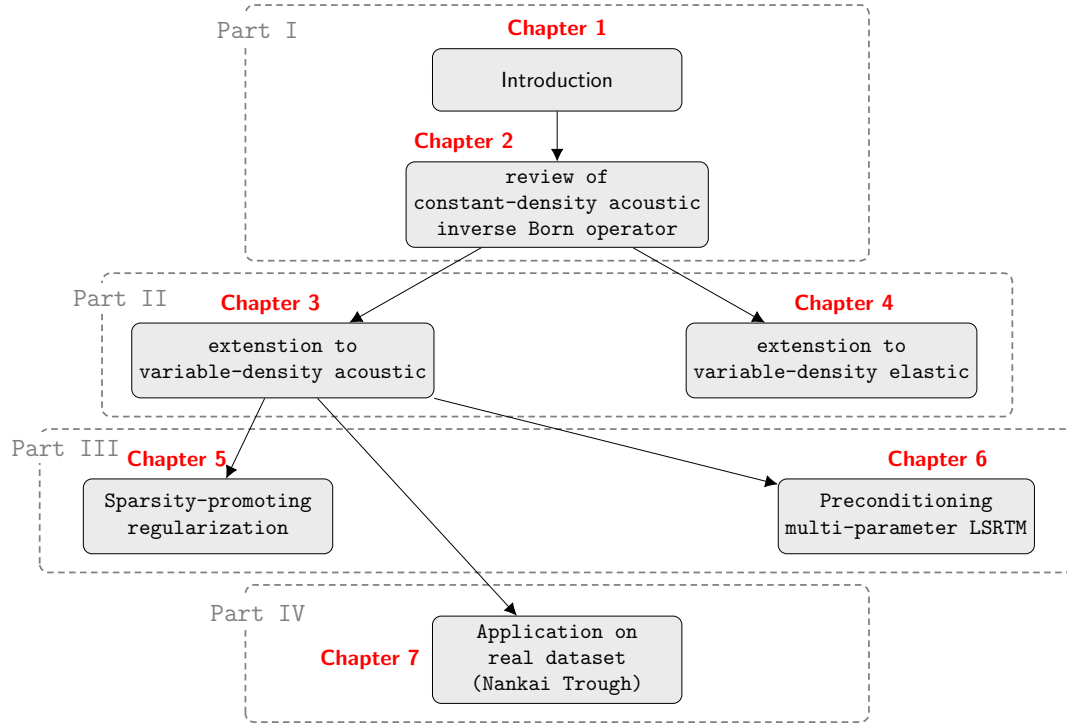 Part I
Chapter 1
Introduction
Chapter 2
review of
constant-density acoustic
inverse Born operator
Part II
Chapter 3
extenstion to
variable-density acoustic
Chapter 4
extenstion to
variable-density elastic
Part III
Chapter 5
Sparsity-promoting
regularization
Chapter 6
Preconditioning
multi-parameter LSRTM
Part IV
Chapter 7
Application on
real dataset
(Nankai Trough)